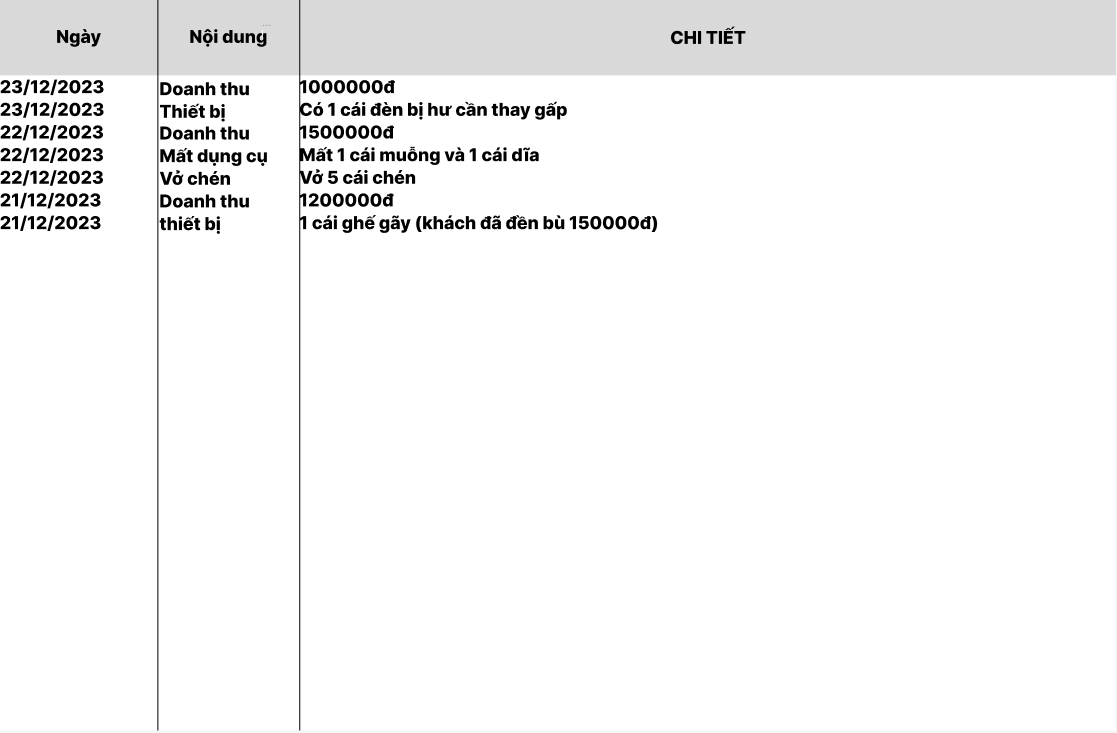 Ngày Nội dung CHI TIẾT
23/12/2023 Doanh thu 1000000đ
23/12/2023 Thiết bị Có 1 cái đèn bị hư cần thay gấp
22/12/2023 Doanh thu 1500000đ
22/12/2023 Mất dụng cụ Mất 1 cái muỗng và 1 cái dĩa
22/12/2023 Vở chén Vở 5 cái chén
21/12/2023 Doanh thu 1200000đ
21/12/2023 thiết bị 1 cái ghế gãy (khách đã đền bù 150000đ)